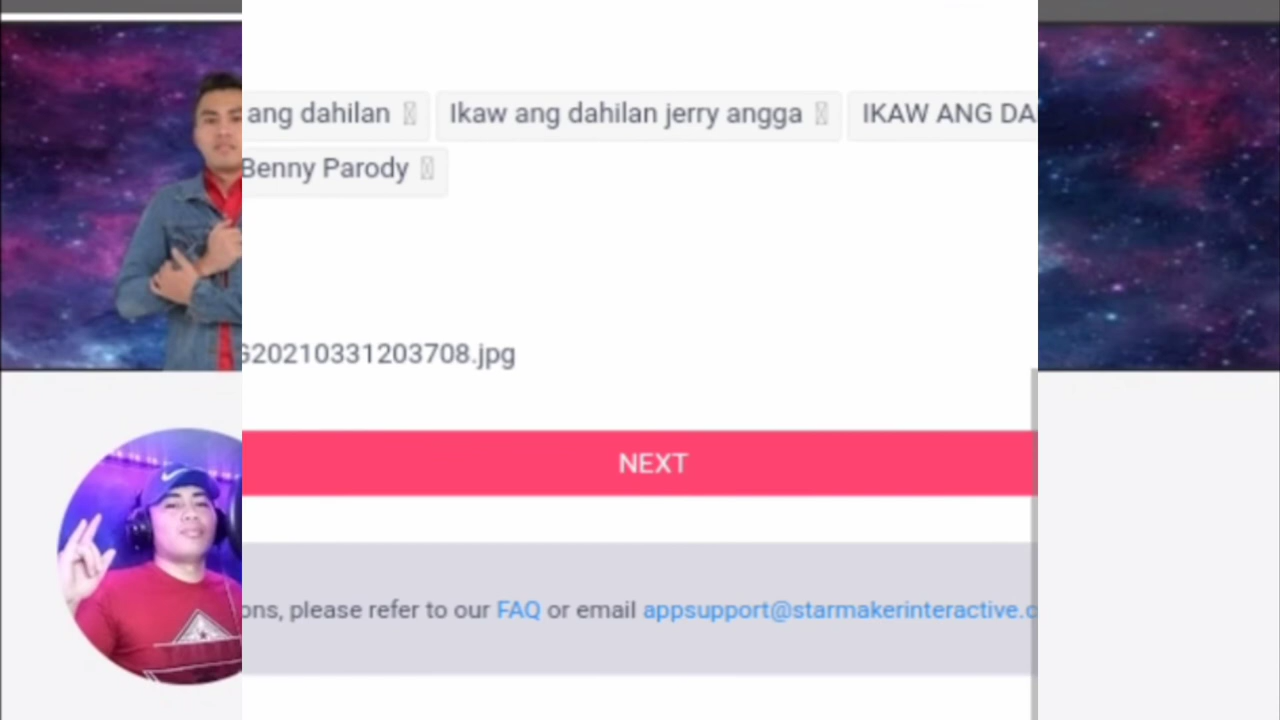 ang dahilan
Ikaw ang dahilan jerry angga
IKAW ANG DA
Benny Parody
G20210331203708.jpg
NEXT
ons, please refer to our FAQ or email appsupport@starmakerinteractive.c